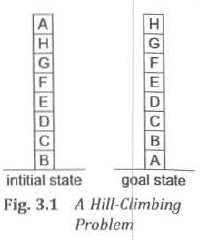 A
H
G
F
E
D
C
B
intitial state
H
G
F
E
D
C
B
A
goal state
Fig. 3.1 A Hill-Climbing
Problem